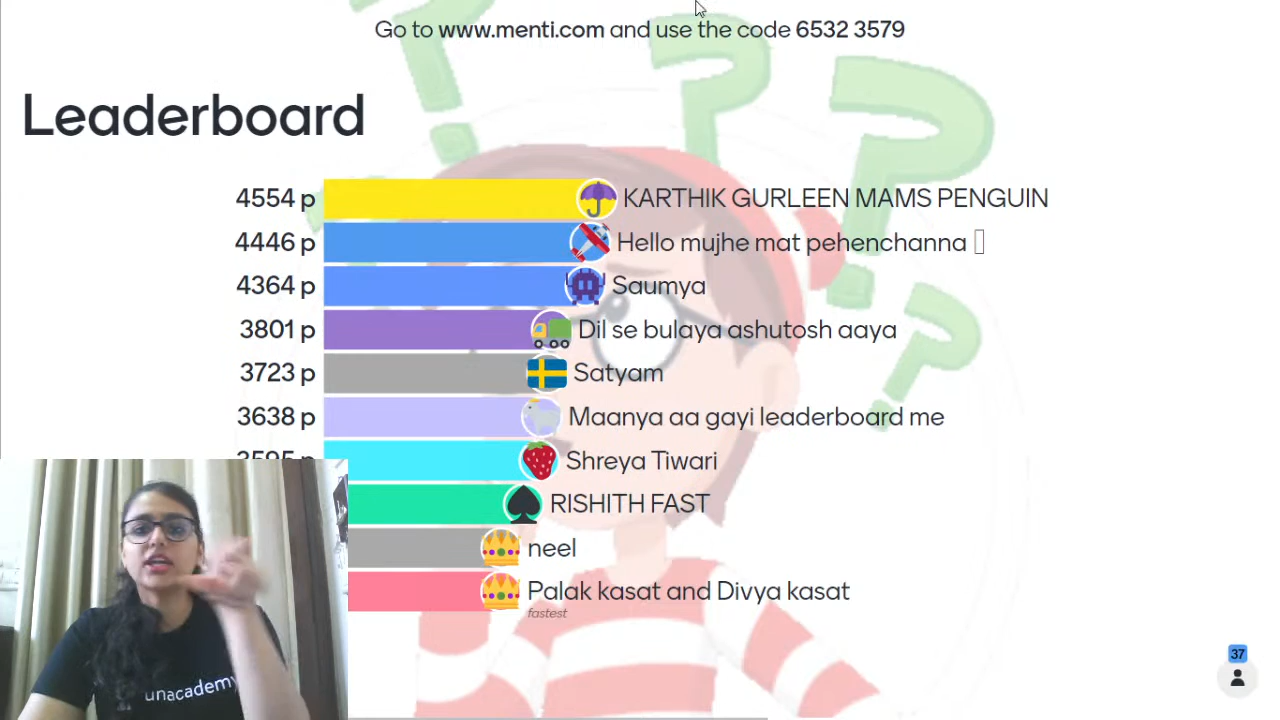 Go to www.menti.com and use the code 6532 3579
Leaderboard
4554 p KARTHIK GURLEEN MAMS PENGUIN
4446 p Hello mujhe mat pehenchanna
4364 p Saumya
3801 p Dil se bulaya ashutosh aaya
3723 p Satyam
3638 p Maanya aa gayi leaderboard me
3595 p Shreya Tiwari
RISHITH FAST
neel
Palak kasat and Divya kasat
fastest
unacademy
37